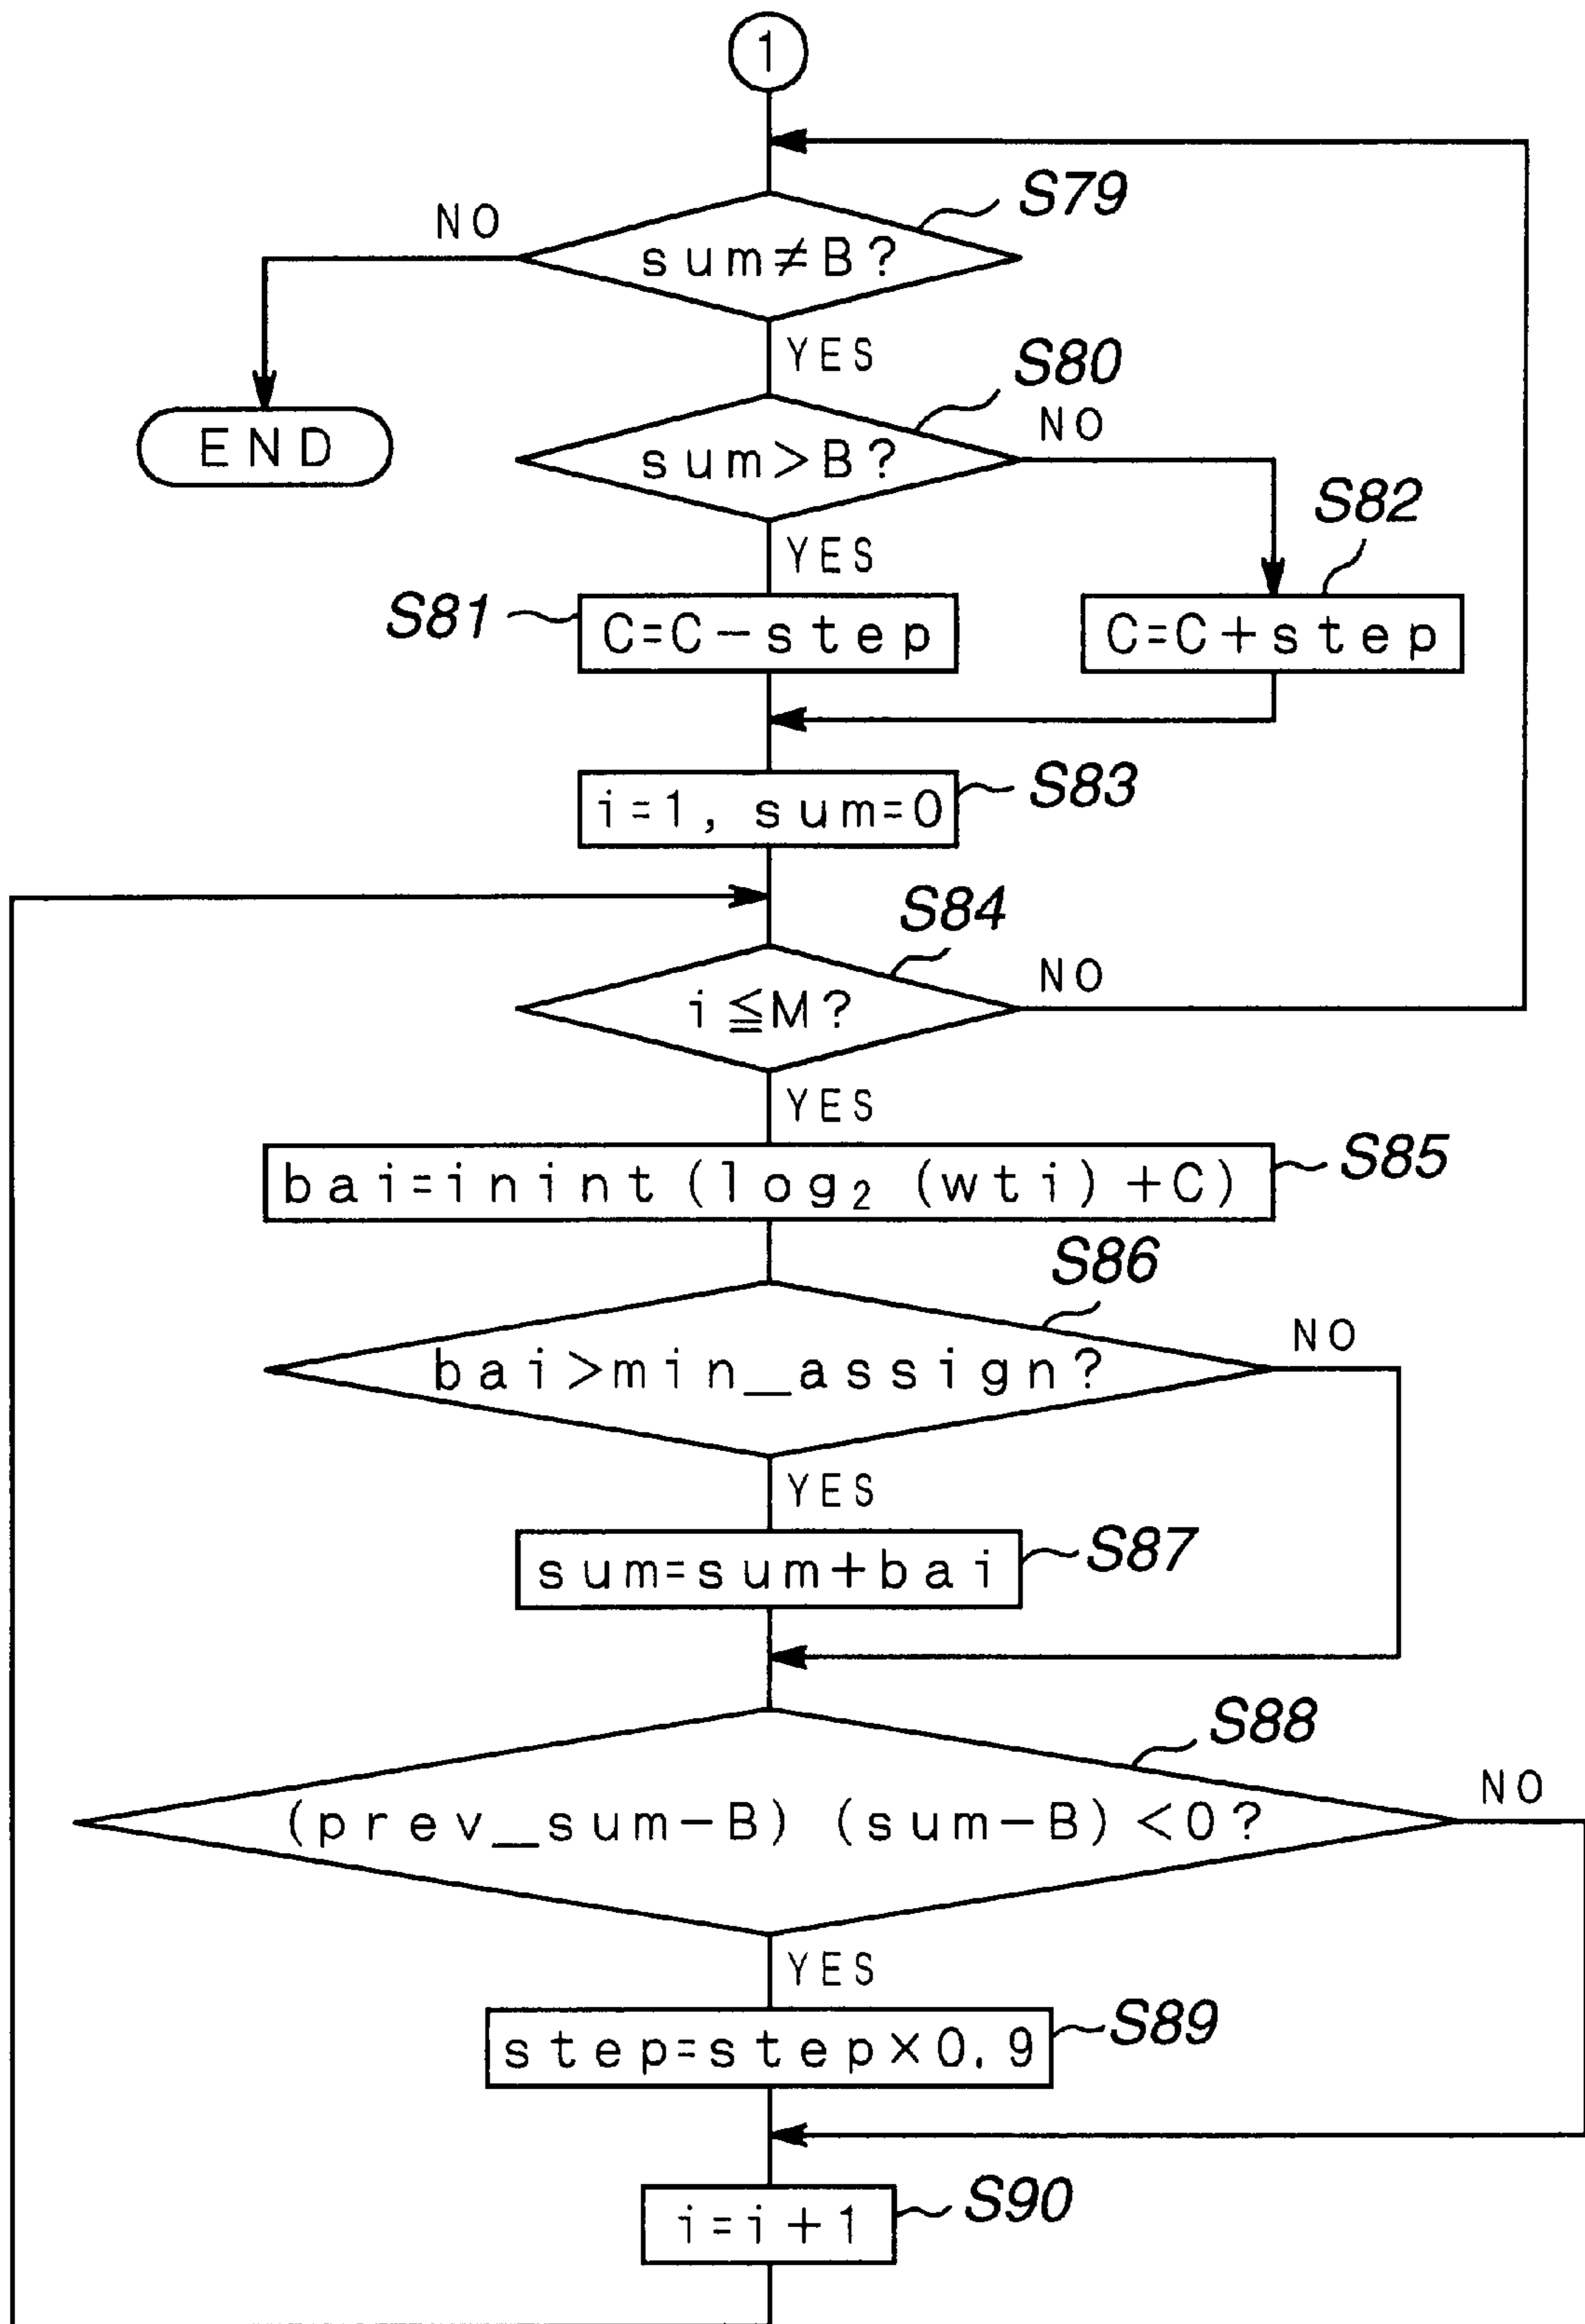 1
S79
NO
sum≠B?
YES
S80
NO
END
sum>B?
S82
YES
S81
C=C−step
C=C+step
S83
i=1, sum=0
S84
NO
i≦M?
YES
S85
bai=inint(log₂ (wti)+C)
S86
NO
bai>min_assign?
YES
S87
sum=sum+bai
S88
NO
(prev_sum−B) (sum−B)<0?
YES
S89
step=step×0.9
S90
i=i+1